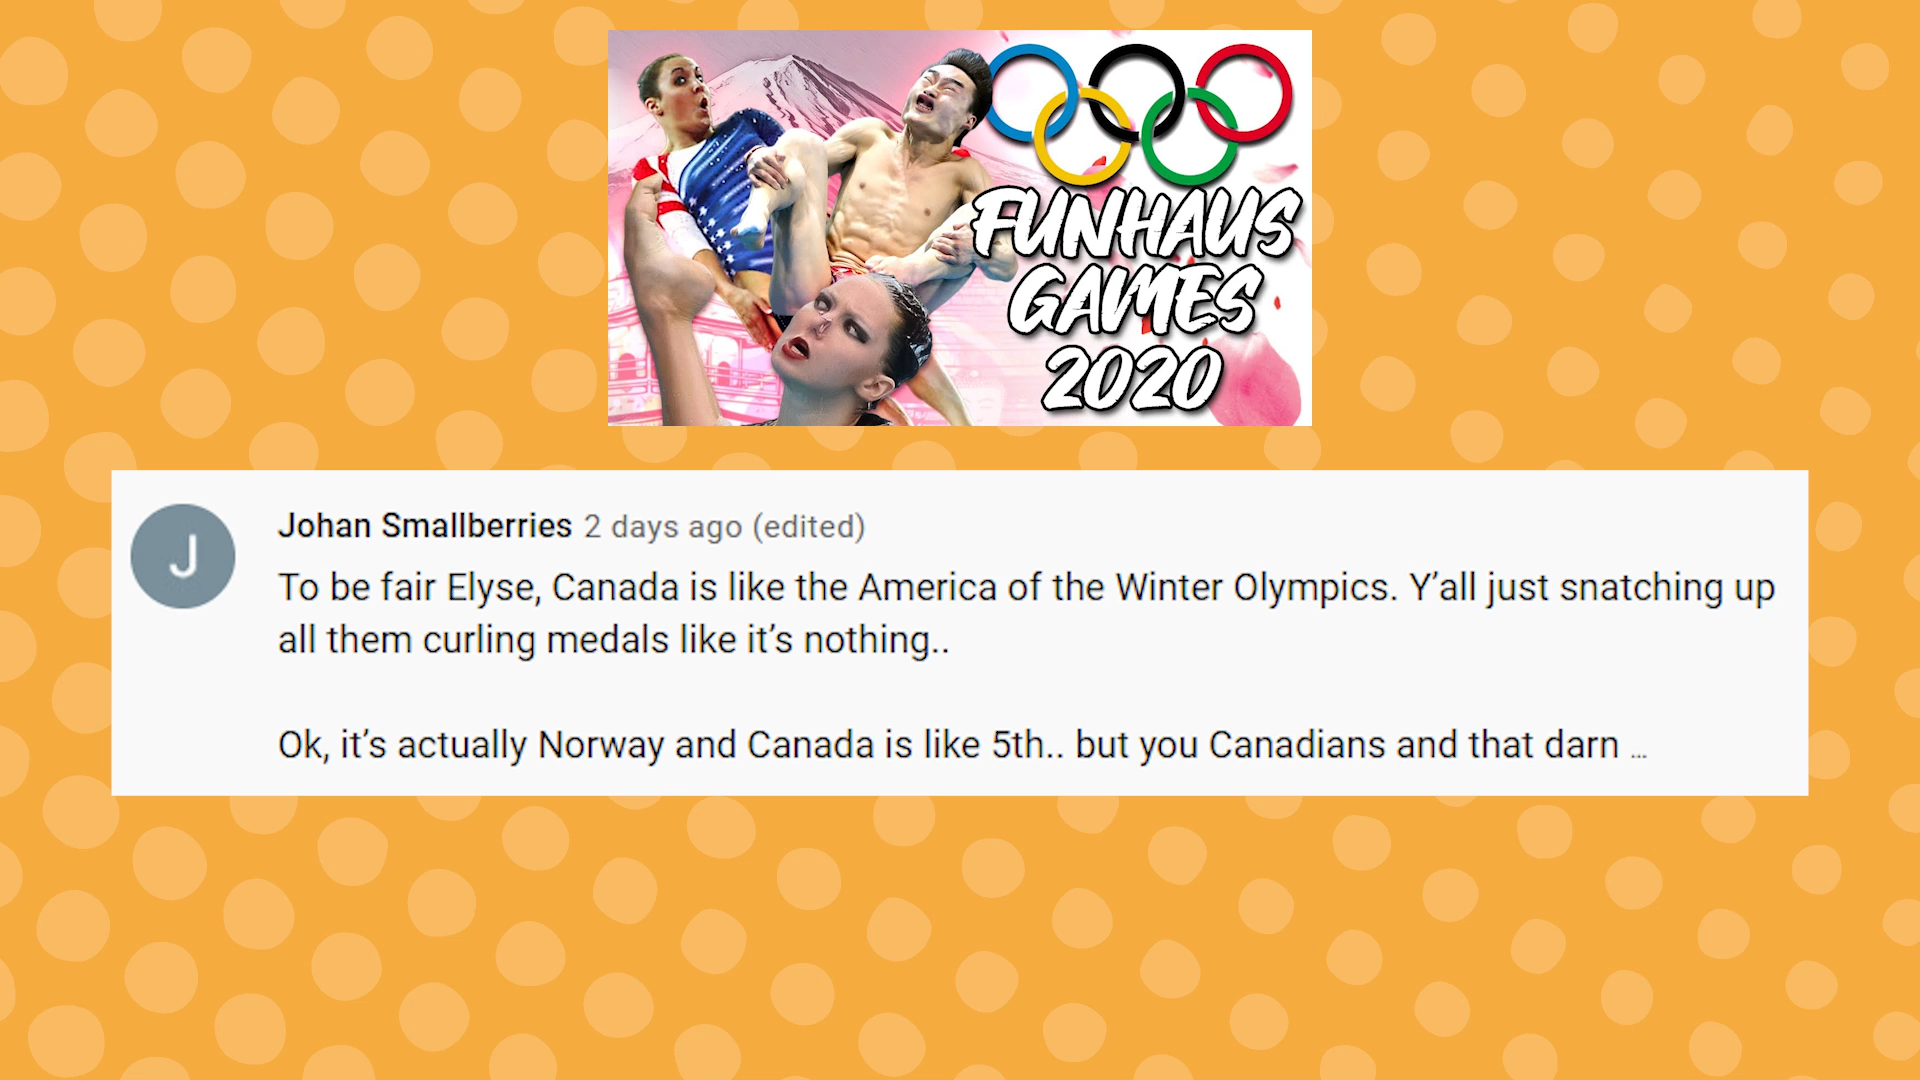 FUNHAUS
GAMES
2020
J
Johan Smallberries 2 days ago (edited)
To be fair Elyse, Canada is like the America of the Winter Olympics. Y’all just snatching up
all them curling medals like it’s nothing..
Ok, it’s actually Norway and Canada is like 5th.. but you Canadians and that darn ...